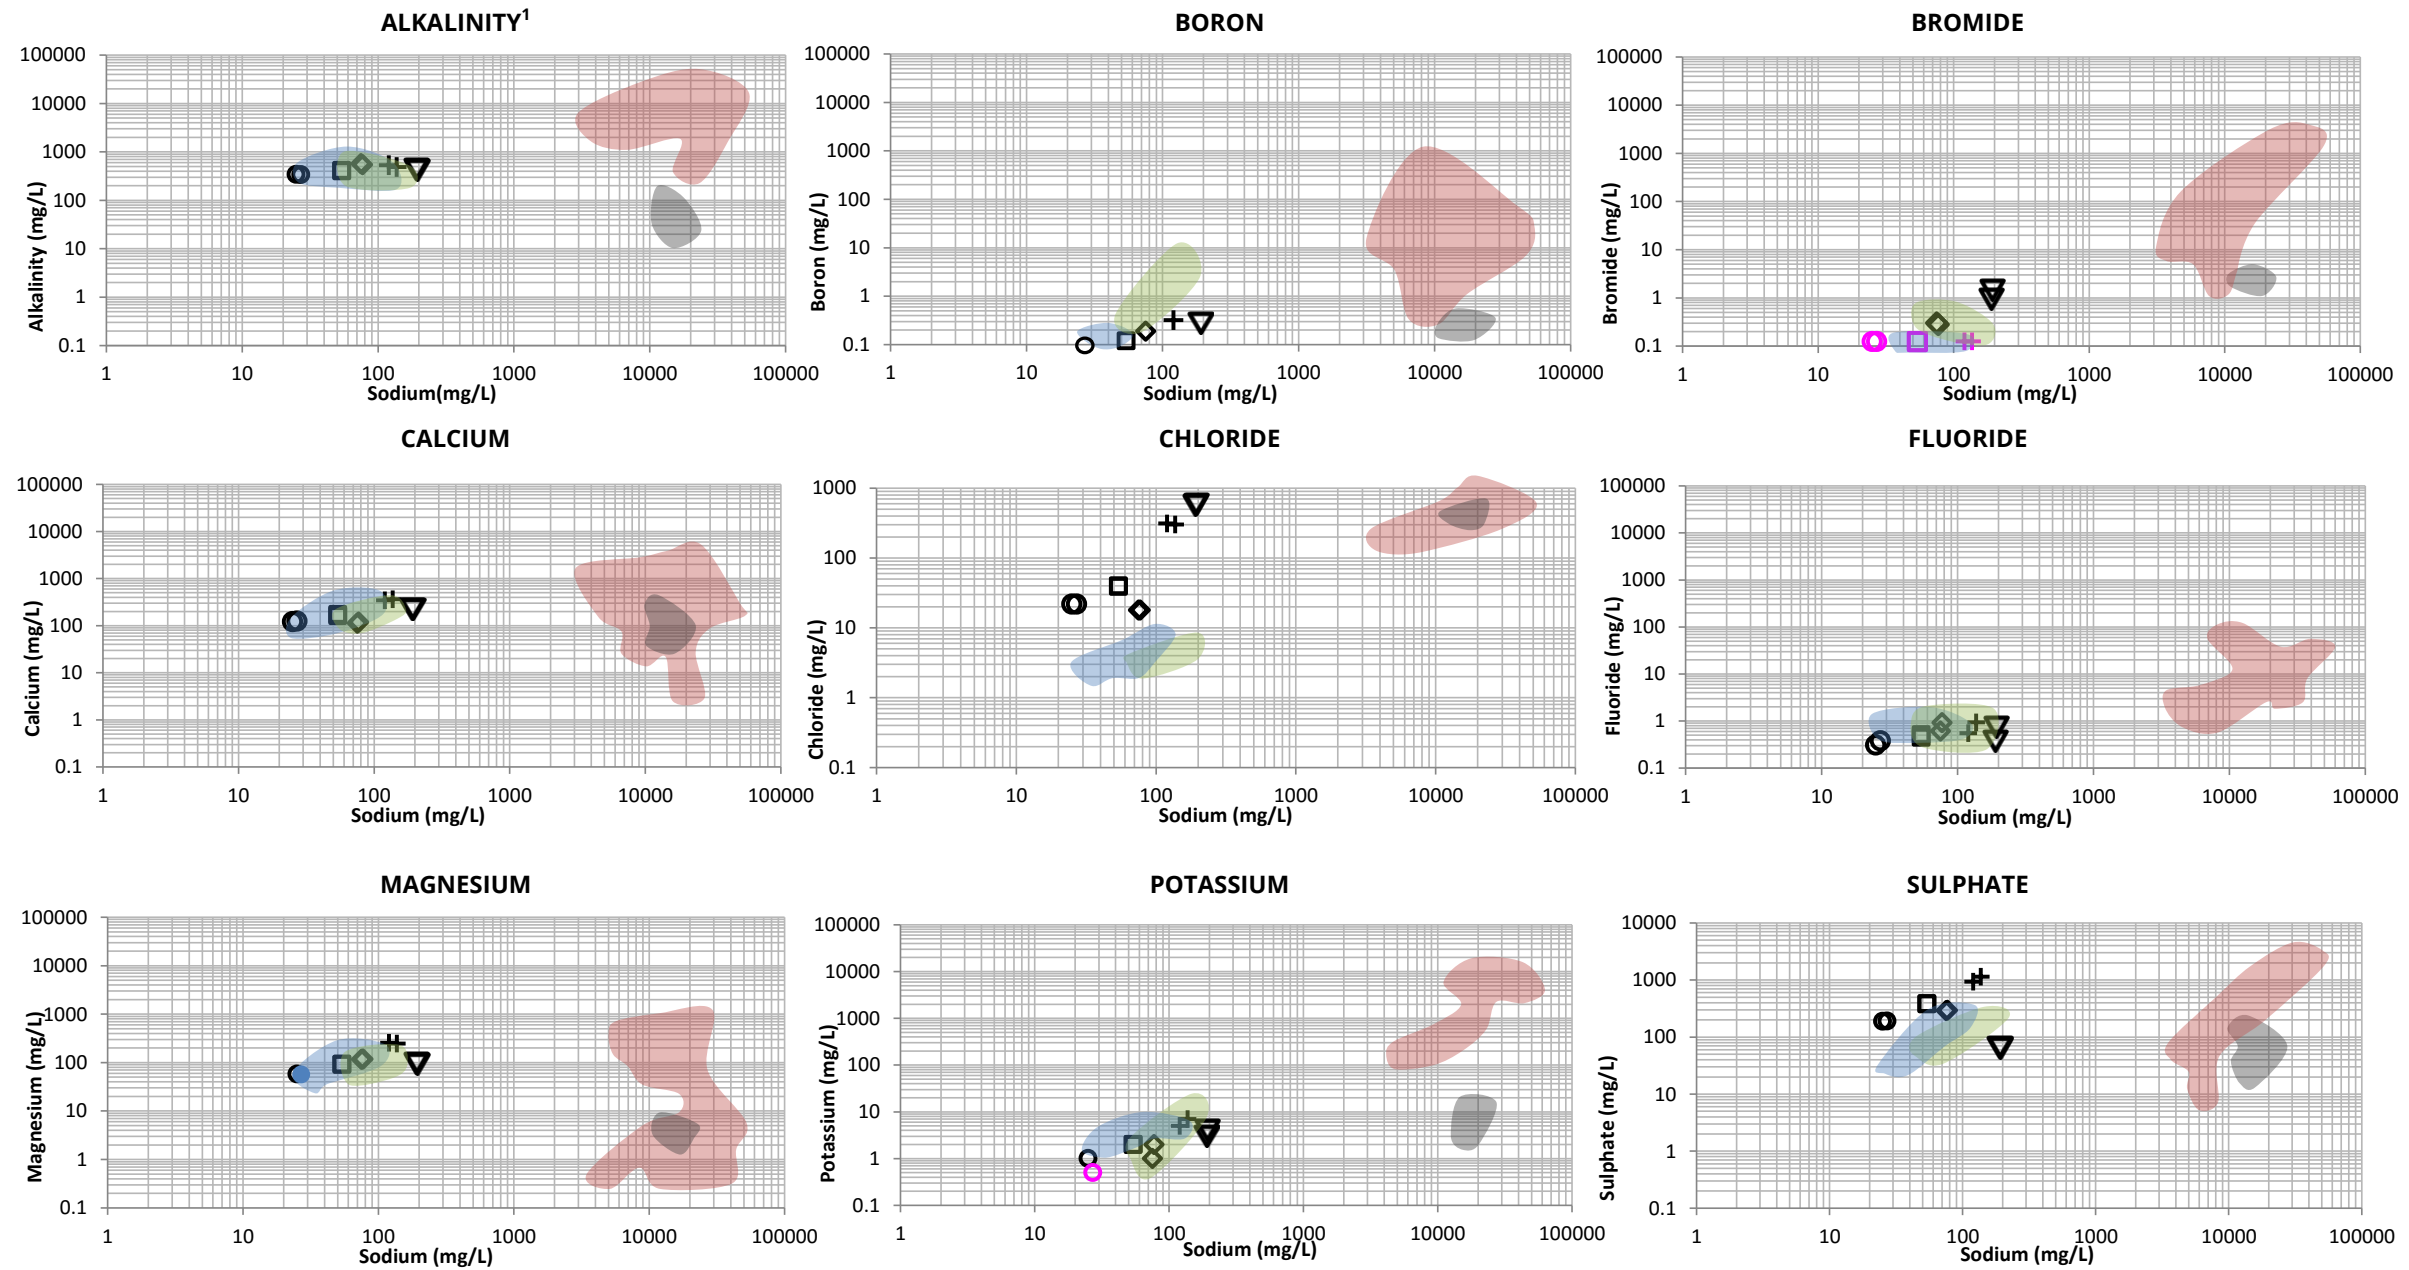 ALKALINITY¹
100000
10000
1000
100
10
1
0.1
Alkalinity (mg/L)
1 10 100 1000 10000 100000
Sodium(mg/L)
BORON
100000
10000
1000
100
10
1
0.1
Boron (mg/L)
1 10 100 1000 10000 100000
Sodium (mg/L)
BROMIDE
100000
10000
1000
100
10
1
0.1
Bromide (mg/L)
1 10 100 1000 10000 100000
Sodium (mg/L)
CALCIUM
100000
10000
1000
100
10
1
0.1
Calcium (mg/L)
1 10 100 1000 10000 100000
Sodium (mg/L)
CHLORIDE
1000
100
10
1
0.1
Chloride (mg/L)
1 10 100 1000 10000 100000
Sodium (mg/L)
FLUORIDE
100000
10000
1000
100
10
1
0.1
Fluoride (mg/L)
1 10 100 1000 10000 100000
Sodium (mg/L)
MAGNESIUM
100000
10000
1000
100
10
1
0.1
Magnesium (mg/L)
1 10 100 1000 10000 100000
Sodium (mg/L)
POTASSIUM
100000
10000
1000
100
10
1
0.1
Potassium (mg/L)
1 10 100 1000 10000 100000
Sodium (mg/L)
SULPHATE
10000
1000
100
10
1
0.1
Sulphate (mg/L)
1 10 100 1000 10000 100000
Sodium (mg/L)